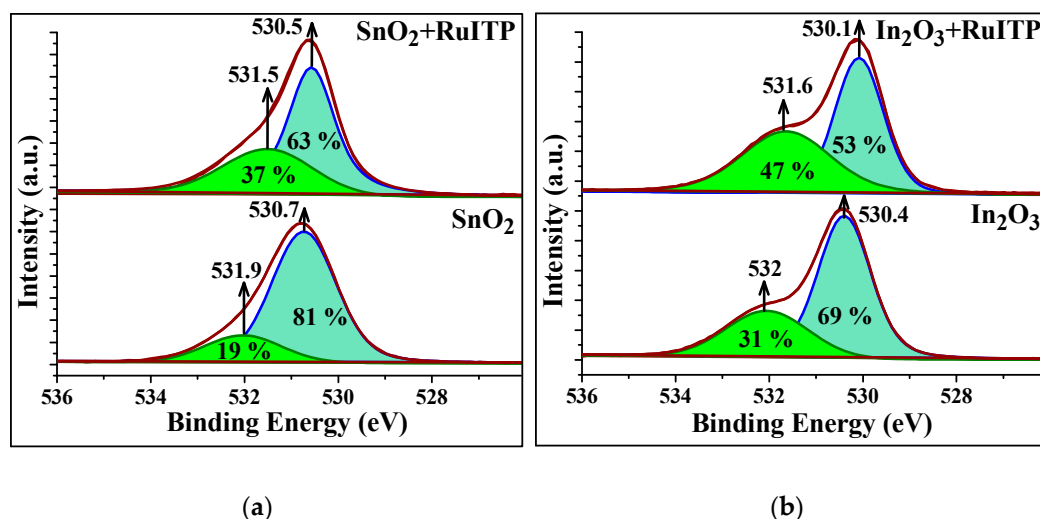 530.5
SnO₂+RuITP
531.5
63 %
37 %
530.7
SnO₂
531.9
81 %
19 %
Intensity (a.u.)
536
534
532
530
528
Binding Energy (eV)
(a)
530.1
In₂O₃+RuITP
531.6
53 %
47 %
530.4
In₂O₃
532
69 %
31 %
Intensity (a.u.)
536
534
532
530
528
Binding Energy (eV)
(b)